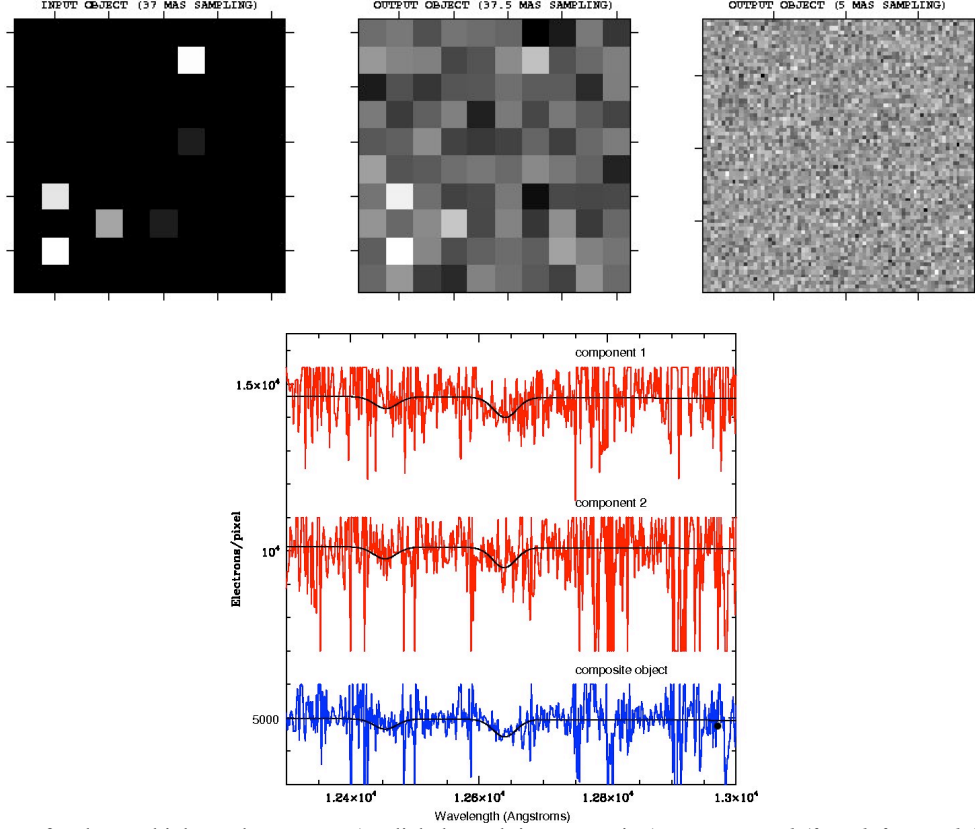 INPUT OBJECT (37 MAS SAMPLING)
OUTPUT OBJECT (37.5 MAS SAMPLING)
OUTPUT OBJECT (5 MAS SAMPLING)
component 1
1.5×10⁴
component 2
10⁴
Electrons/pixel
composite object
5000
1.24×10⁴
1.26×10⁴
1.28×10⁴
1.3×10⁴
Wavelength (Angstroms)